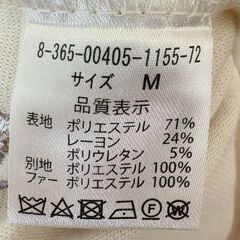 8-365-00405-1155-72
サイズ M
品質表示
表地 ポリエステル 71%
レーヨン 24%
ポリウレタン 5%
別地 ポリエステル 100%
ファー ポリエステル 100%